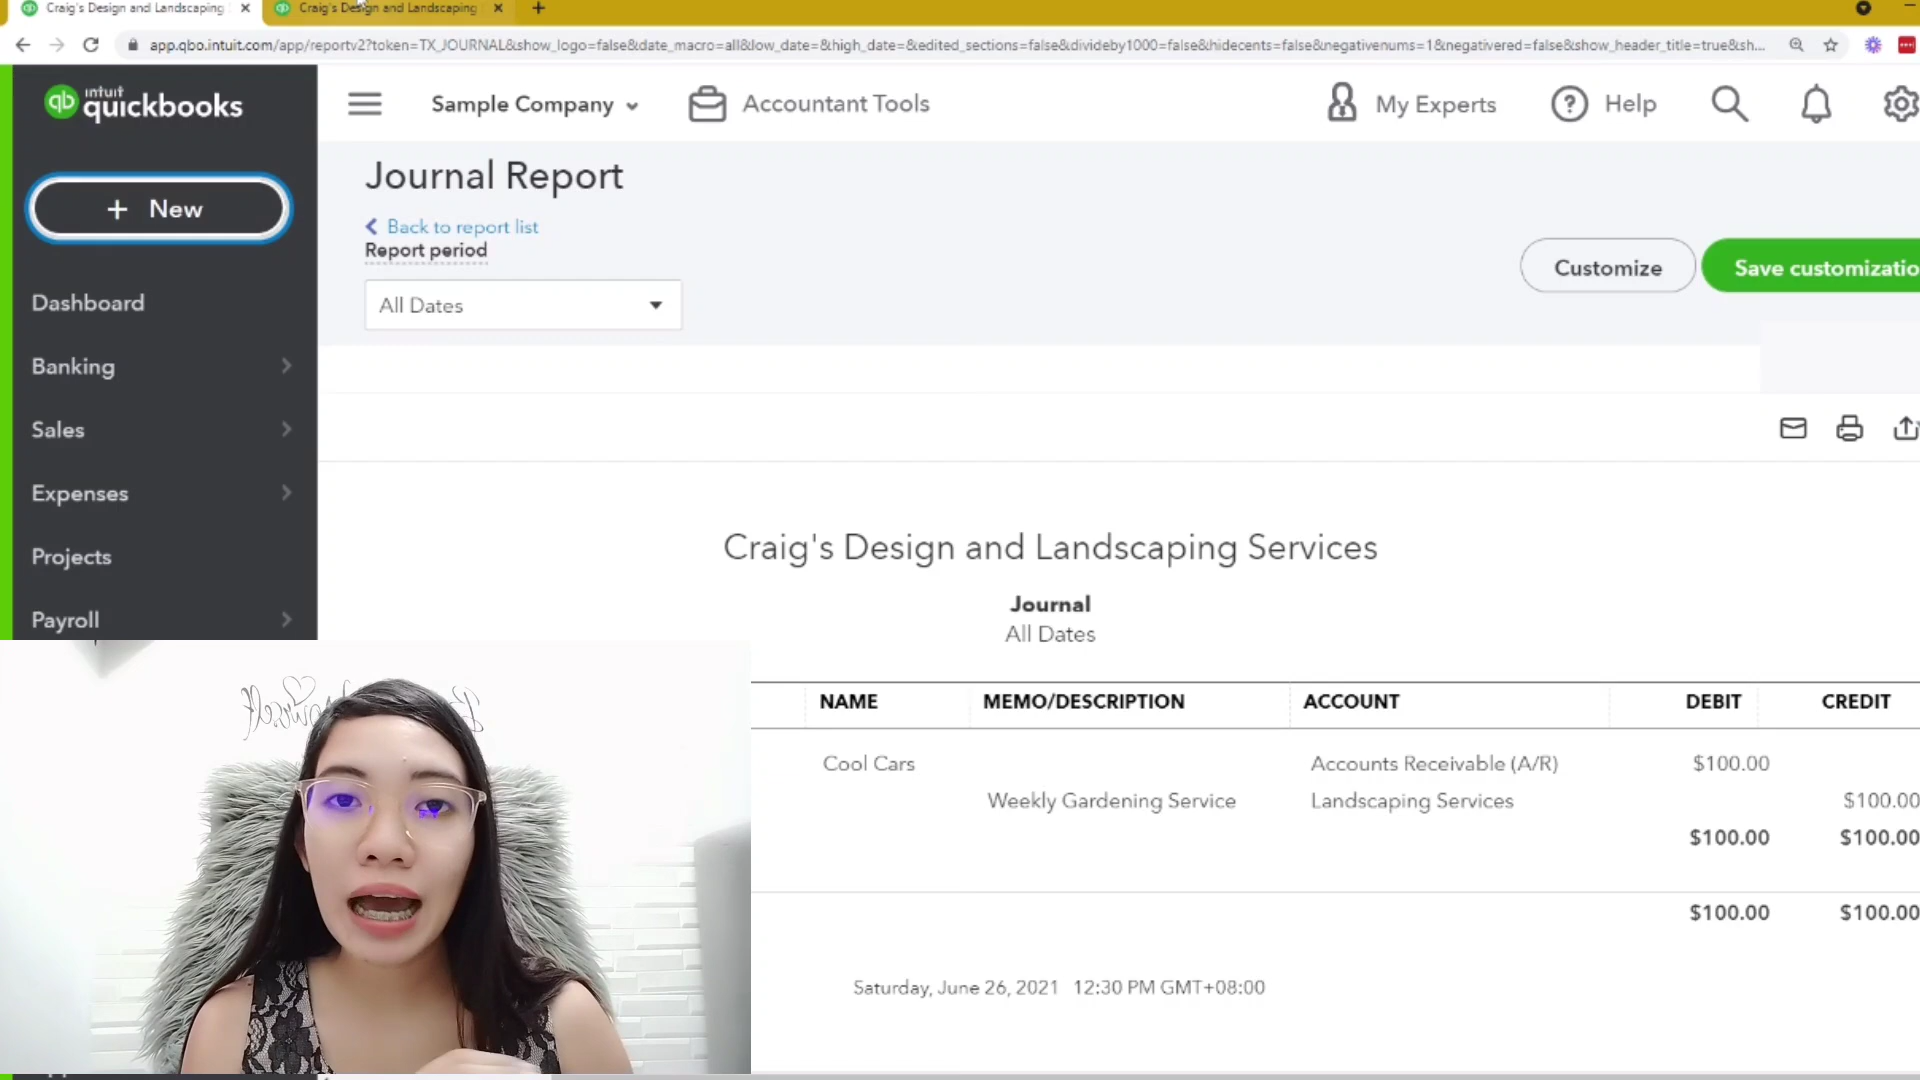 Craig's Design and Landscaping
Craig's Design and Landscaping
app.qbo.intuit.com/app/reportv2?token=TX_JOURNAL&show_logo=false&date_macro=all&low_date=&high_date=&edited_sections=false&divideby1000=false&hidecents=false&negativenums=1&negativered=false&show_header_title=true&sh...
intuit
quickbooks
Sample Company
Accountant Tools
My Experts
Help
+ New
Dashboard
Banking
Sales
Expenses
Projects
Payroll
Journal Report
Back to report list
Report period
All Dates
Customize
Save customizatio
Craig's Design and Landscaping Services
Journal
All Dates
NAME MEMO/DESCRIPTION ACCOUNT DEBIT CREDIT
Cool Cars Accounts Receivable (A/R) $100.00
Weekly Gardening Service Landscaping Services $100.00
$100.00 $100.00
$100.00 $100.00
Saturday, June 26, 2021 12:30 PM GMT+08:00